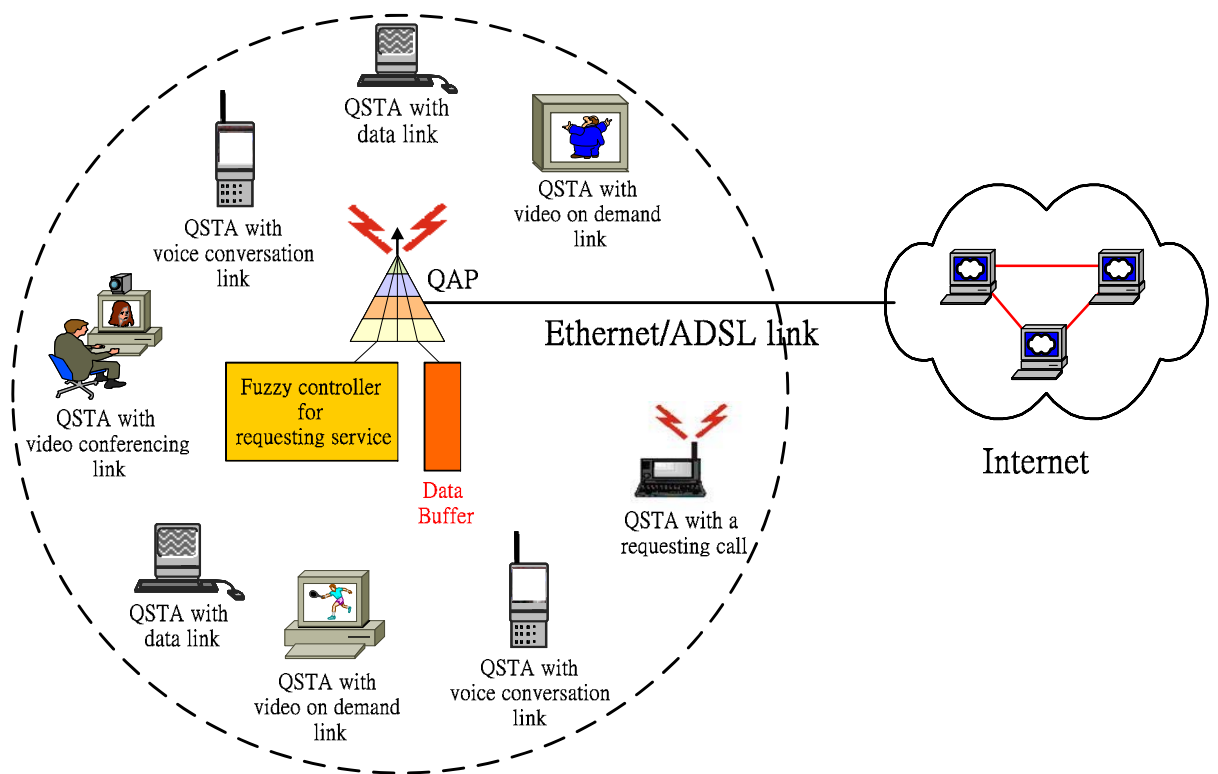 QSTA with
data link
QSTA with
video on demand
link
QSTA with
voice conversation
link
QAP
Ethernet/ADSL link
Fuzzy controller
for
requesting service
QSTA with
video conferencing
link
Data
Buffer
QSTA with a
requesting call
Internet
QSTA with
data link
QSTA with
video on demand
link
QSTA with
voice conversation
link